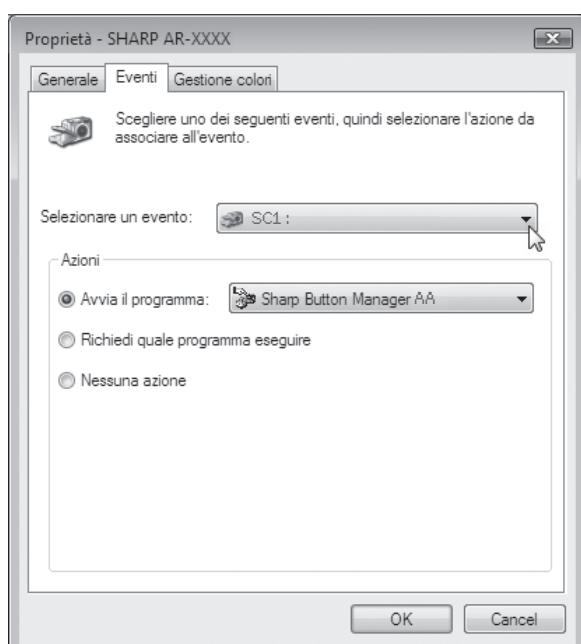 Proprietà - SHARP AR-XXXX
Generale Eventi Gestione colori
Scegliere uno dei seguenti eventi, quindi selezionare l'azione da
associare all'evento.
Selezionare un evento: SC1:
Azioni
Avvia il programma: Sharp Button Manager AA
Richiedi quale programma eseguire
Nessuna azione
OK Cancel